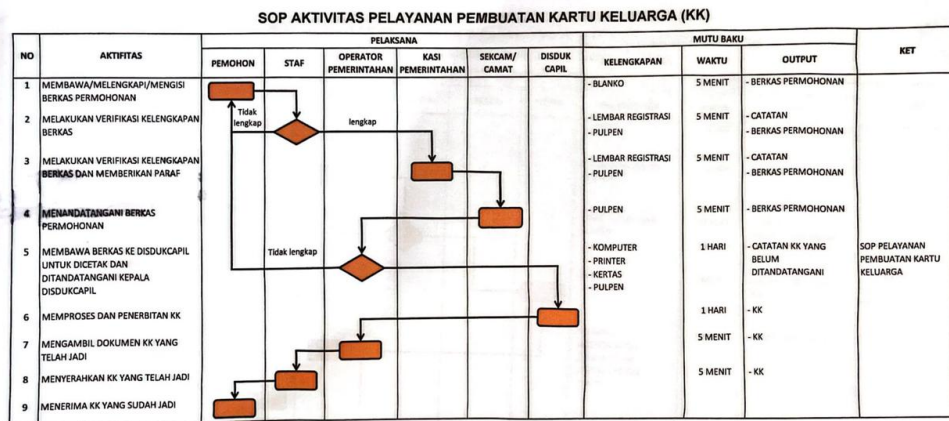 SOP AKTIVITAS PELAYANAN PEMBUATAN KARTU KELUARGA (KK)
NO
AKTIFITAS
PELAKSANA
MUTU BAKU
KET
PEMOHON
STAF
OPERATOR
PEMERINTAHAN
KASI
PEMERINTAHAN
SEKCAM/
CAMAT
DISDUK
CAPIL
KELENGKAPAN
WAKTU
OUTPUT
1
MEMBAWA/MELENGKAPI/MENGISI
BERKAS PERMOHONAN
- BLANKO
5 MENIT
- BERKAS PERMOHONAN
Tidak
lengkap
lengkap
2
MELAKUKAN VERIFIKASI KELENGKAPAN
BERKAS
- LEMBAR REGISTRASI
- PULPEN
5 MENIT
- CATATAN
- BERKAS PERMOHONAN
3
MELAKUKAN VERIFIKASI KELENGKAPAN
BERKAS DAN MEMBERIKAN PARAF
- LEMBAR REGISTRASI
- PULPEN
5 MENIT
- CATATAN
- BERKAS PERMOHONAN
4
MENANDATANGANI BERKAS
PERMOHONAN
- PULPEN
5 MENIT
- BERKAS PERMOHONAN
5
MEMBAWA BERKAS KE DISDUKCAPIL
UNTUK DICETAK DAN
DITANDATANGANI KEPALA
DISDUKCAPIL
Tidak lengkap
- KOMPUTER
- PRINTER
- KERTAS
- PULPEN
1 HARI
- CATATAN KK YANG
BELUM
DITANDATANGANI
SOP PELAYANAN
PEMBUATAN KARTU
KELUARGA
6
MEMPROSES DAN PENERBITAN KK
1 HARI
- KK
7
MENGAMBIL DOKUMEN KK YANG
TELAH JADI
5 MENIT
- KK
8
MENYERAHKAN KK YANG TELAH JADI
5 MENIT
- KK
9
MENERIMA KK YANG SUDAH JADI